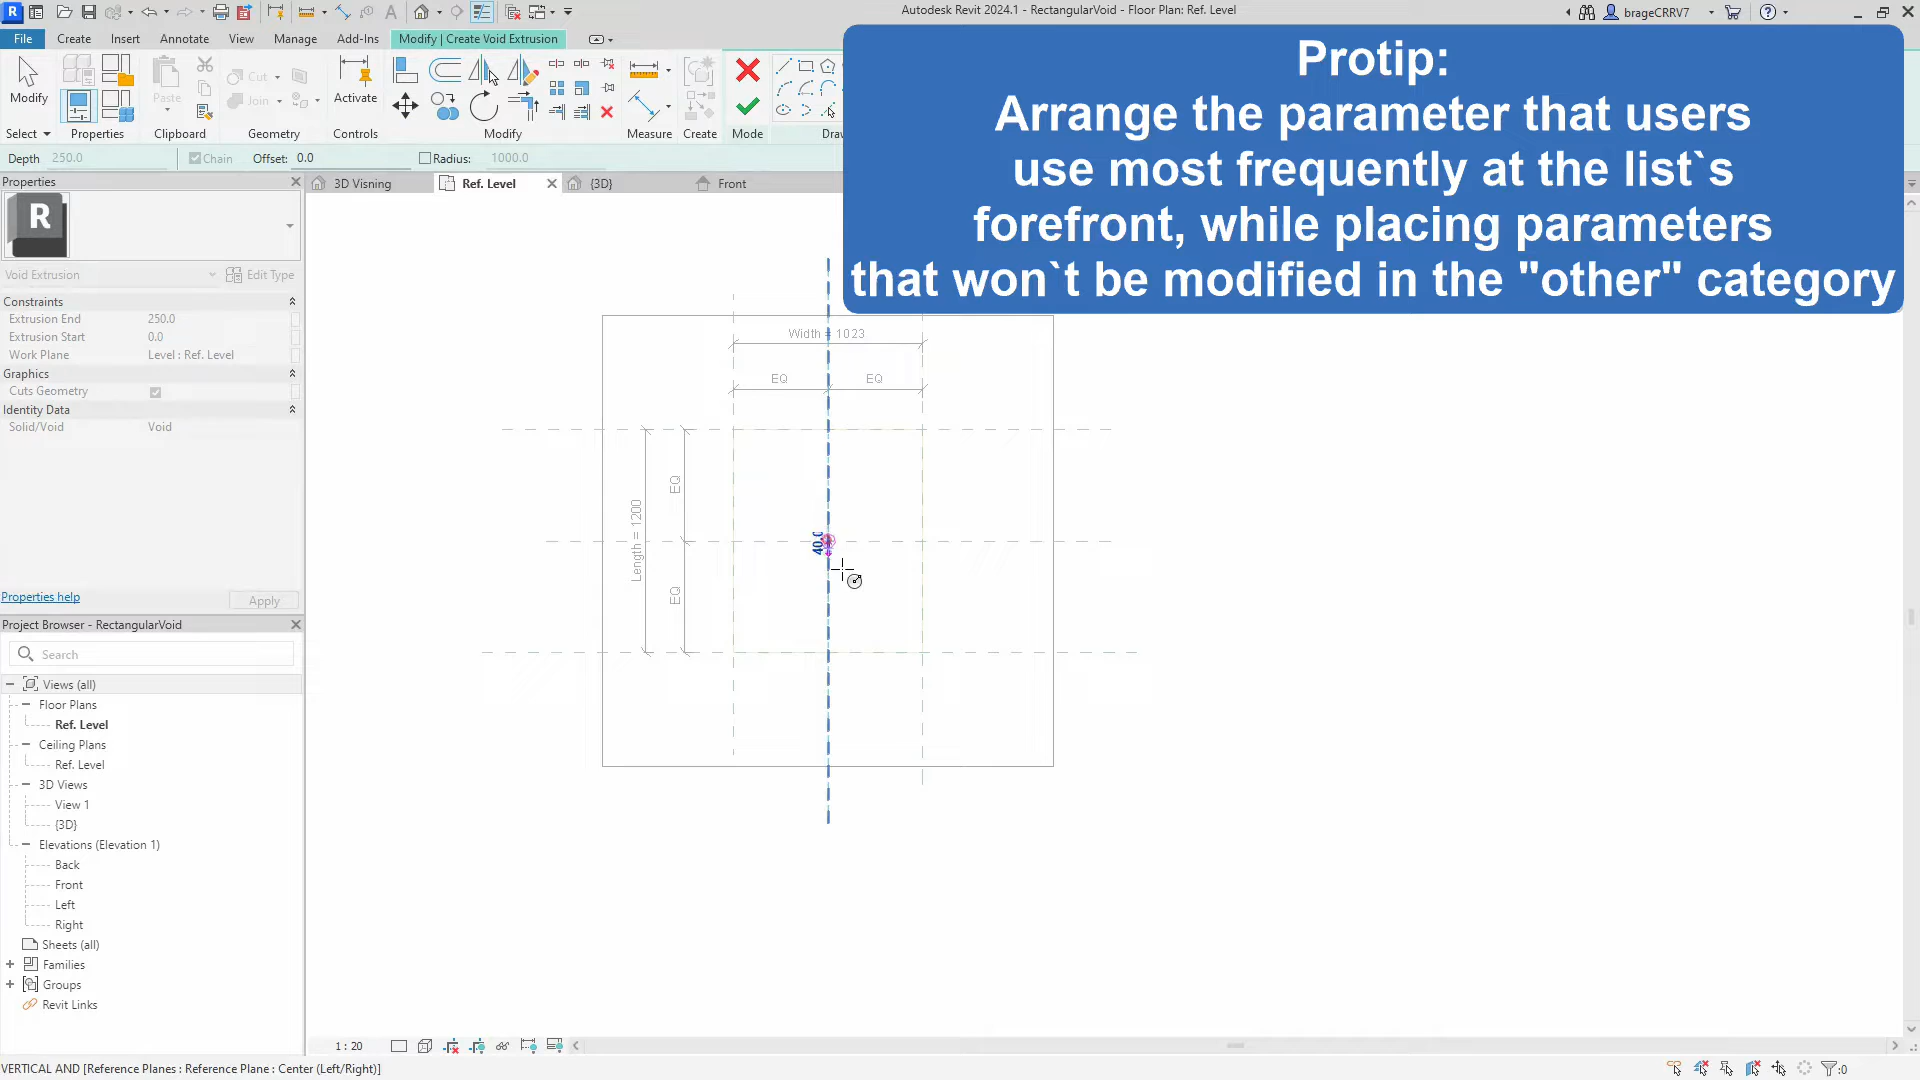 Autodesk Revit 2024.1 - RectangularVoid - Floor Plan: Ref. Level
brageCRRV7
File
Create
Insert
Annotate
View
Manage
Add-Ins
Modify | Create Void Extrusion
Protip:
Arrange the parameter that users
use most frequently at the list`s
forefront, while placing parameters
that won`t be modified in the "other" category
Modify
Paste
Cut
Join
Activate
Select
Properties
Clipboard
Geometry
Controls
Modify
Measure
Create
Mode
Drav
Depth
250.0
Chain
Offset:
0.0
Radius:
1000.0
Properties
3D Visning
Ref. Level
{3D}
Front
R
Void Extrusion
Edit Type
Constraints
Extrusion End
250.0
Extrusion Start
0.0
Work Plane
Level : Ref. Level
Graphics
Cuts Geometry
Identity Data
Solid/Void
Void
Width = 1023
EQ
EQ
EQ
Length = 1200
EQ
40.0
Properties help
Apply
Project Browser - RectangularVoid
Search
Views (all)
Floor Plans
Ref. Level
Ceiling Plans
Ref. Level
3D Views
View 1
{3D}
Elevations (Elevation 1)
Back
Front
Left
Right
Sheets (all)
Families
Groups
Revit Links
1 : 20
VERTICAL AND [Reference Planes : Reference Plane : Center (Left/Right)]
:0